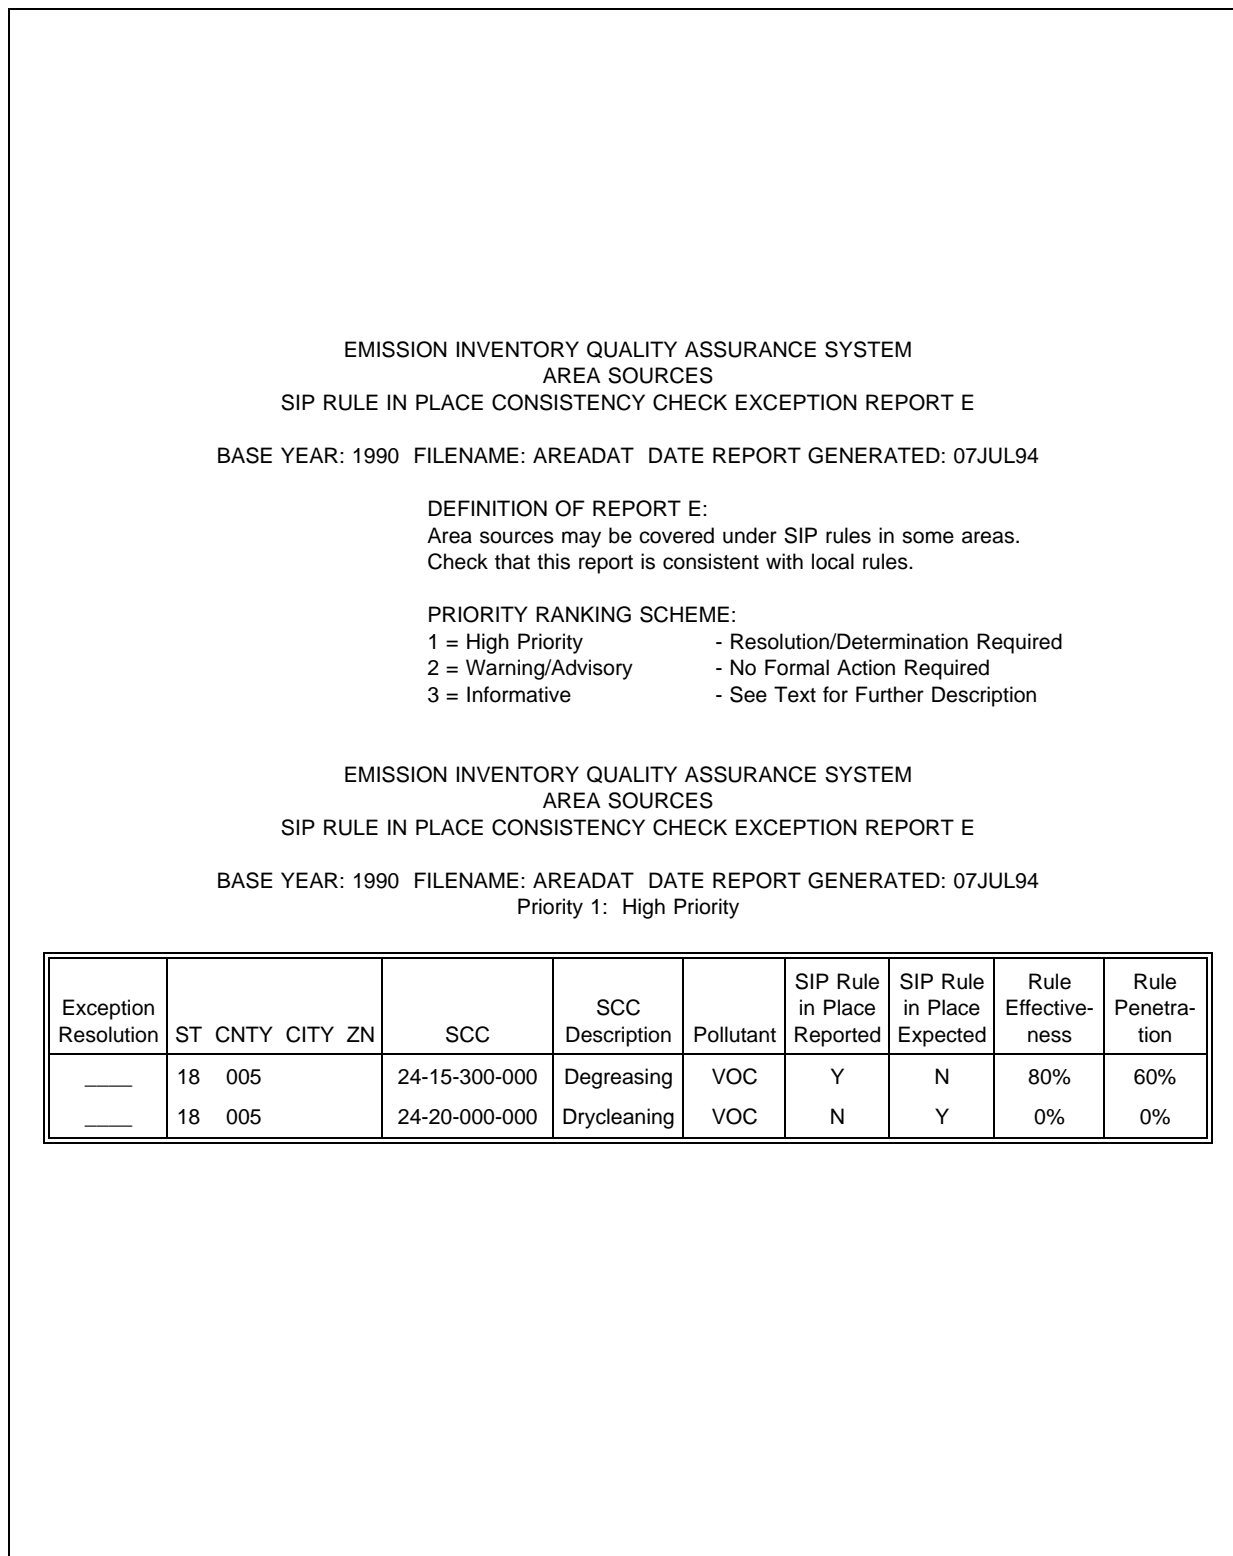 EMISSION INVENTORY QUALITY ASSURANCE SYSTEM
AREA SOURCES
SIP RULE IN PLACE CONSISTENCY CHECK EXCEPTION REPORT E
BASE YEAR: 1990 FILENAME: AREADAT DATE REPORT GENERATED: 07JUL94
DEFINITION OF REPORT E:
Area sources may be covered under SIP rules in some areas.
Check that this report is consistent with local rules.
PRIORITY RANKING SCHEME:
1 = High Priority - Resolution/Determination Required
2 = Warning/Advisory - No Formal Action Required
3 = Informative - See Text for Further Description
EMISSION INVENTORY QUALITY ASSURANCE SYSTEM
AREA SOURCES
SIP RULE IN PLACE CONSISTENCY CHECK EXCEPTION REPORT E
BASE YEAR: 1990 FILENAME: AREADAT DATE REPORT GENERATED: 07JUL94
Priority 1: High Priority
SIP Rule SIP Rule Rule Rule
Exception SCC in Place in Place Effective- Penetra-
Resolution ST CNTY CITY ZN SCC Description Pollutant Reported Expected ness tion
____ 18 005 24-15-300-000 Degreasing VOC Y N 80% 60%
____ 18 005 24-20-000-000 Drycleaning VOC N Y 0% 0%